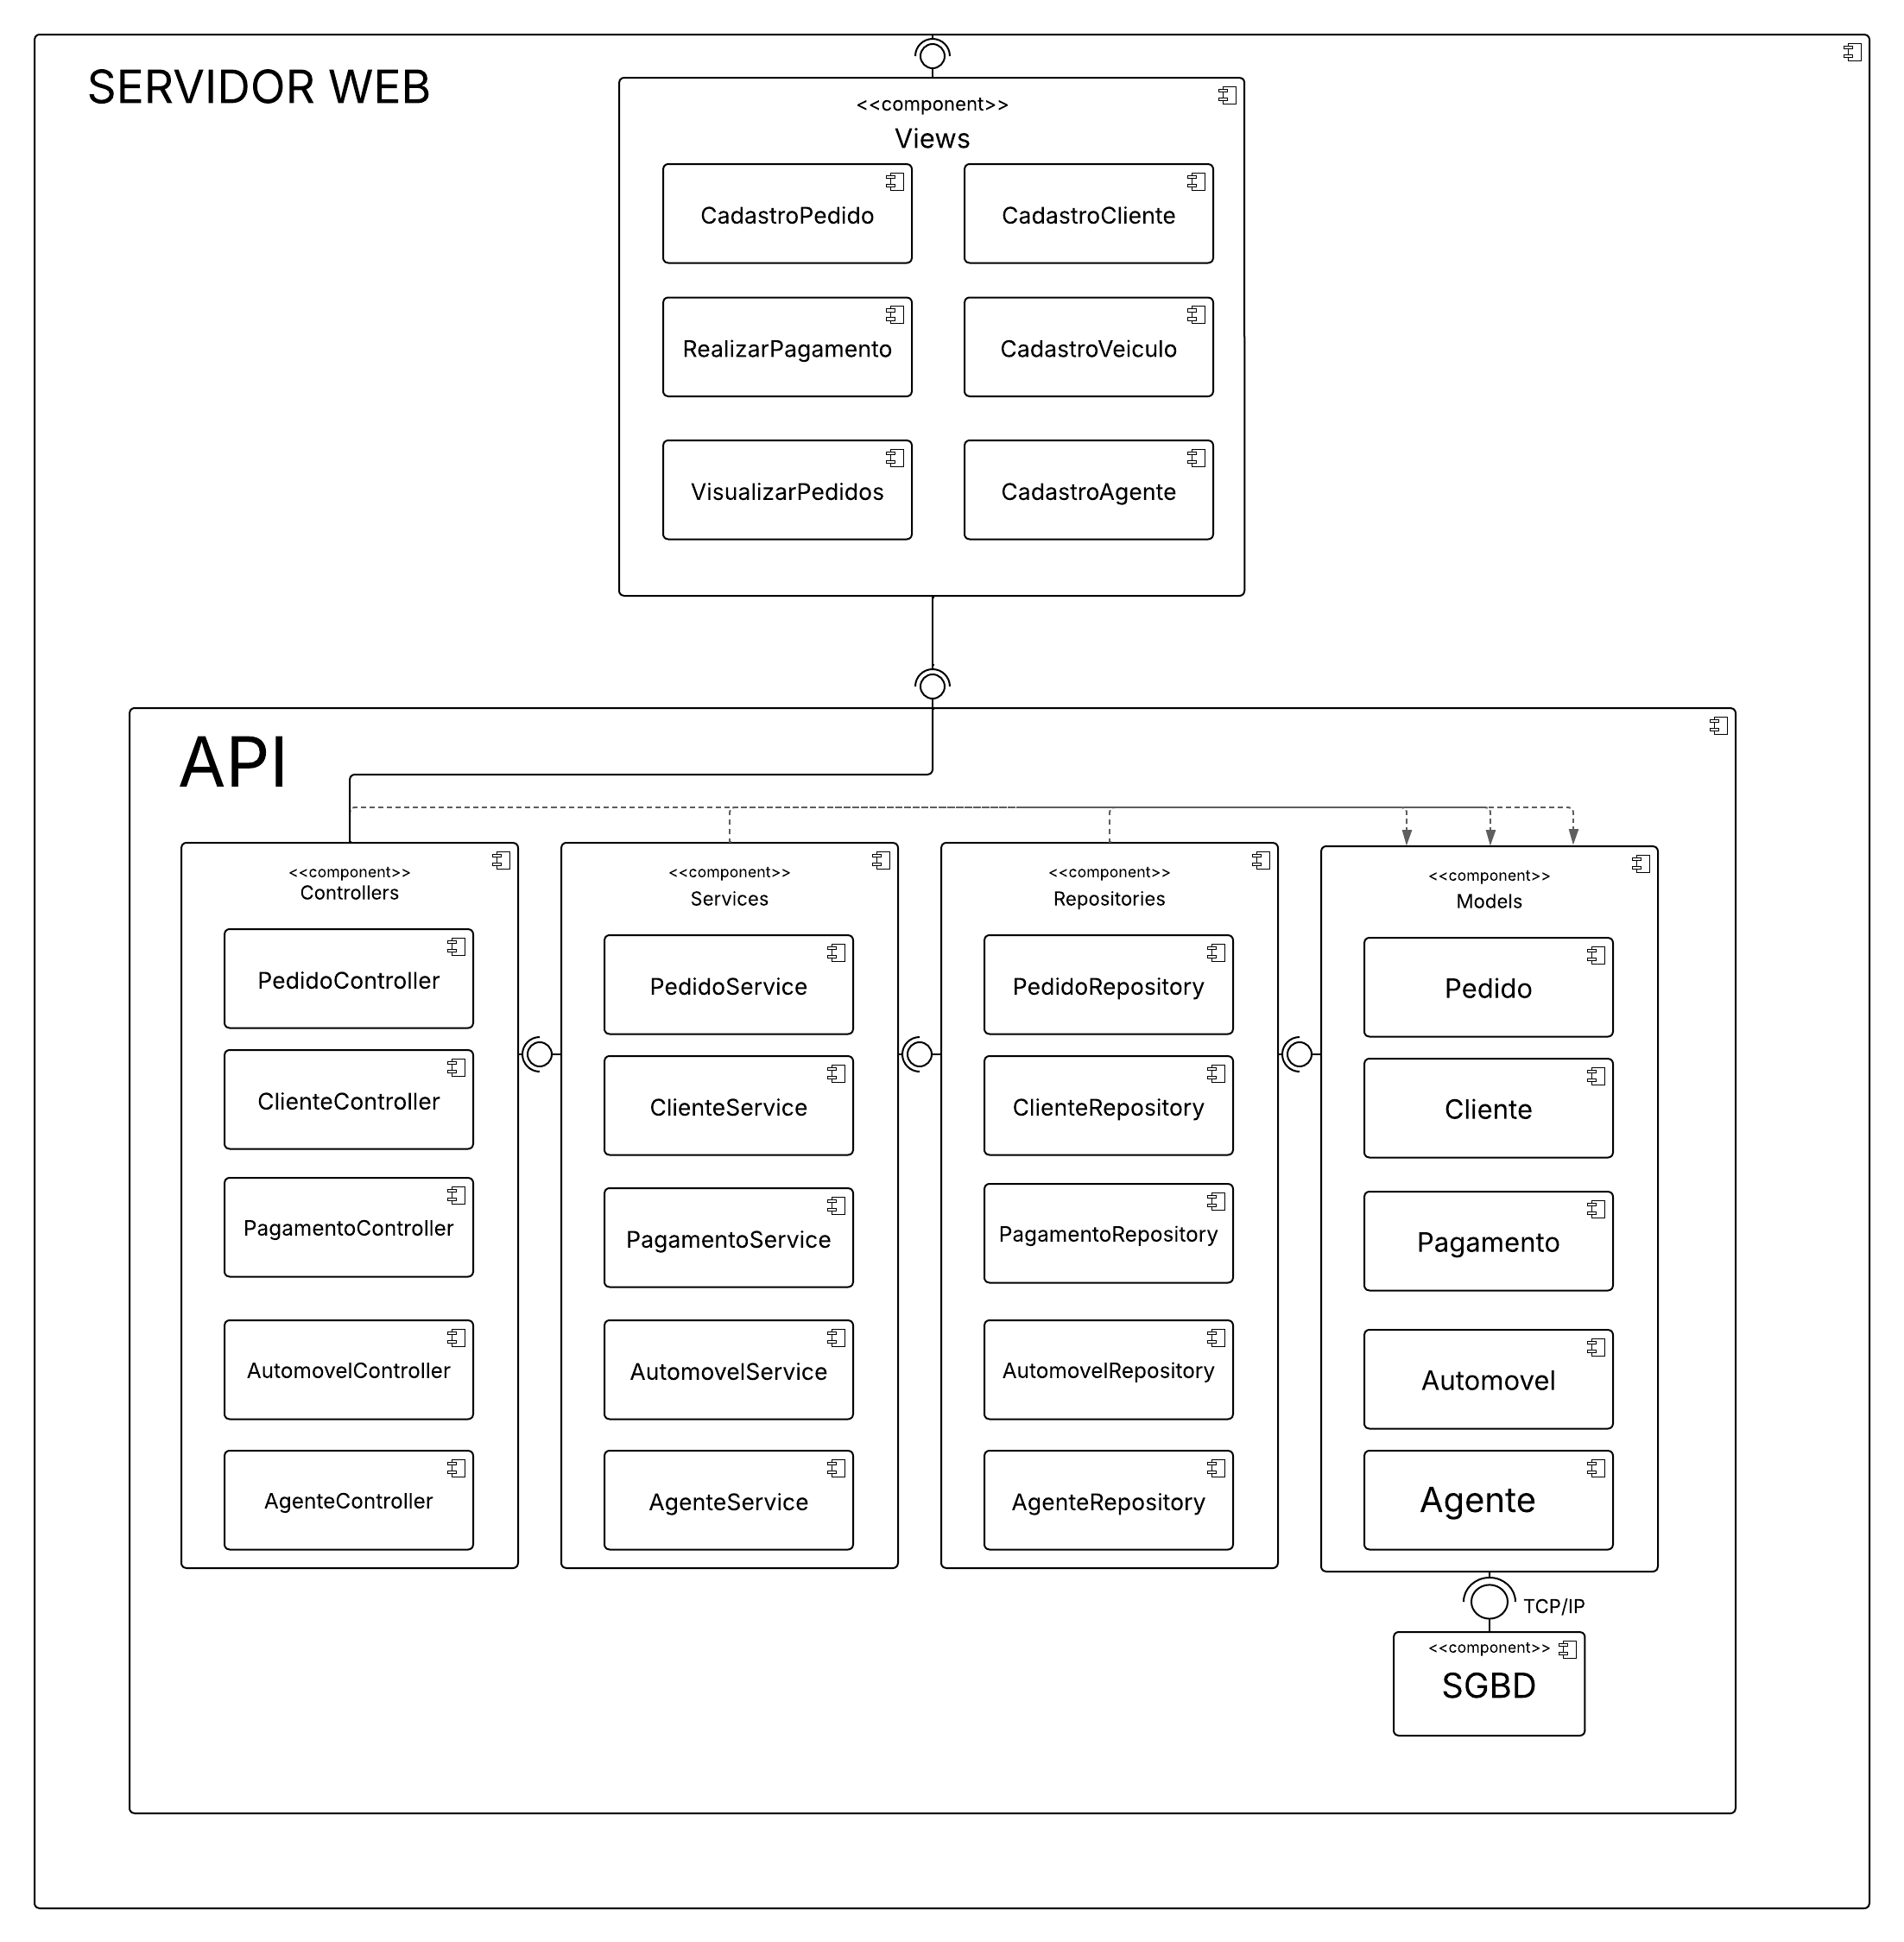 SERVIDOR WEB
<<component>>
Views
CadastroPedido
CadastroCliente
RealizarPagamento
CadastroVeiculo
VisualizarPedidos
CadastroAgente
API
<<component>>
Controllers
PedidoController
ClienteController
PagamentoController
AutomovelController
AgenteController
<<component>>
Services
PedidoService
ClienteService
PagamentoService
AutomovelService
AgenteService
<<component>>
Repositories
PedidoRepository
ClienteRepository
PagamentoRepository
AutomovelRepository
AgenteRepository
<<component>>
Models
Pedido
Cliente
Pagamento
Automovel
Agente
TCP/IP
<<component>>
SGBD